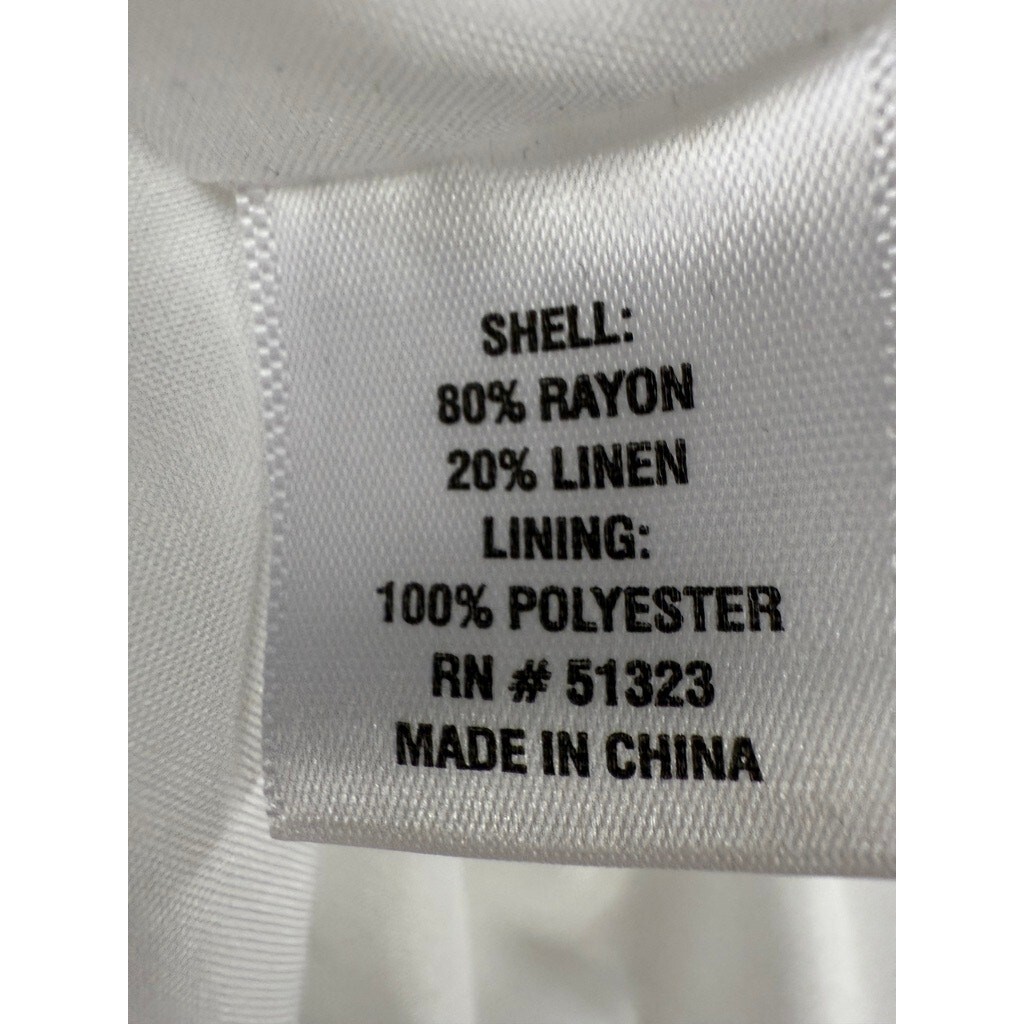 SHELL:
80% RAYON
20% LINEN
LINING:
100% POLYESTER
RN # 51323
MADE IN CHINA